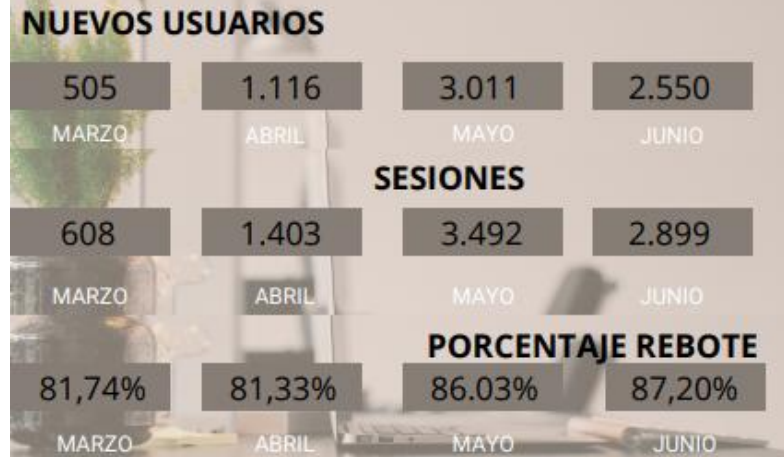 NUEVOS USUARIOS
505 1.116 3.011 2.550
MARZO ABRIL MAYO JUNIO
SESIONES
608 1.403 3.492 2.899
MARZO ABRIL MAYO JUNIO
PORCENTAJE REBOTE
81,74% 81,33% 86.03% 87,20%
MARZO ABRIL MAYO JUNIO